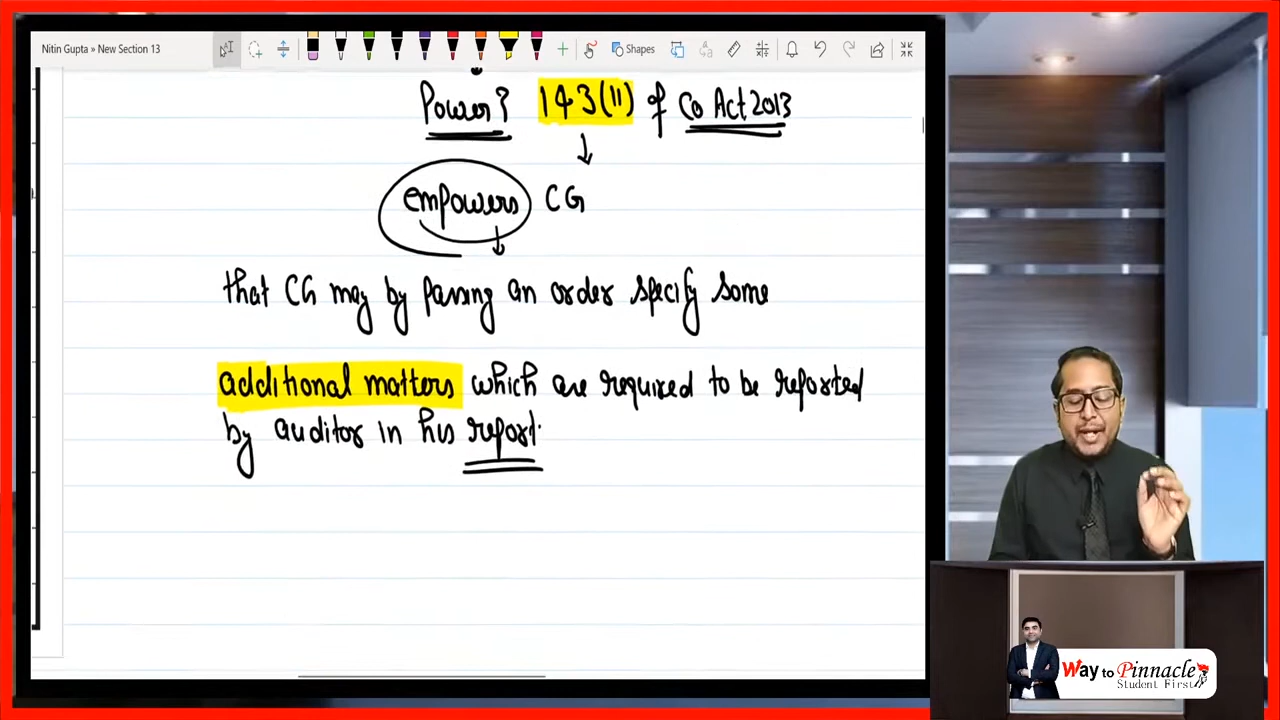 Nitin Gupta » New Section 13
Shapes
Power? 143(11) of Co Act 2013
empowers CG
that CG may by passing an order specify some
additional matters which are required to be reported
by auditor in his report.
Way to Pinnacle
Student First